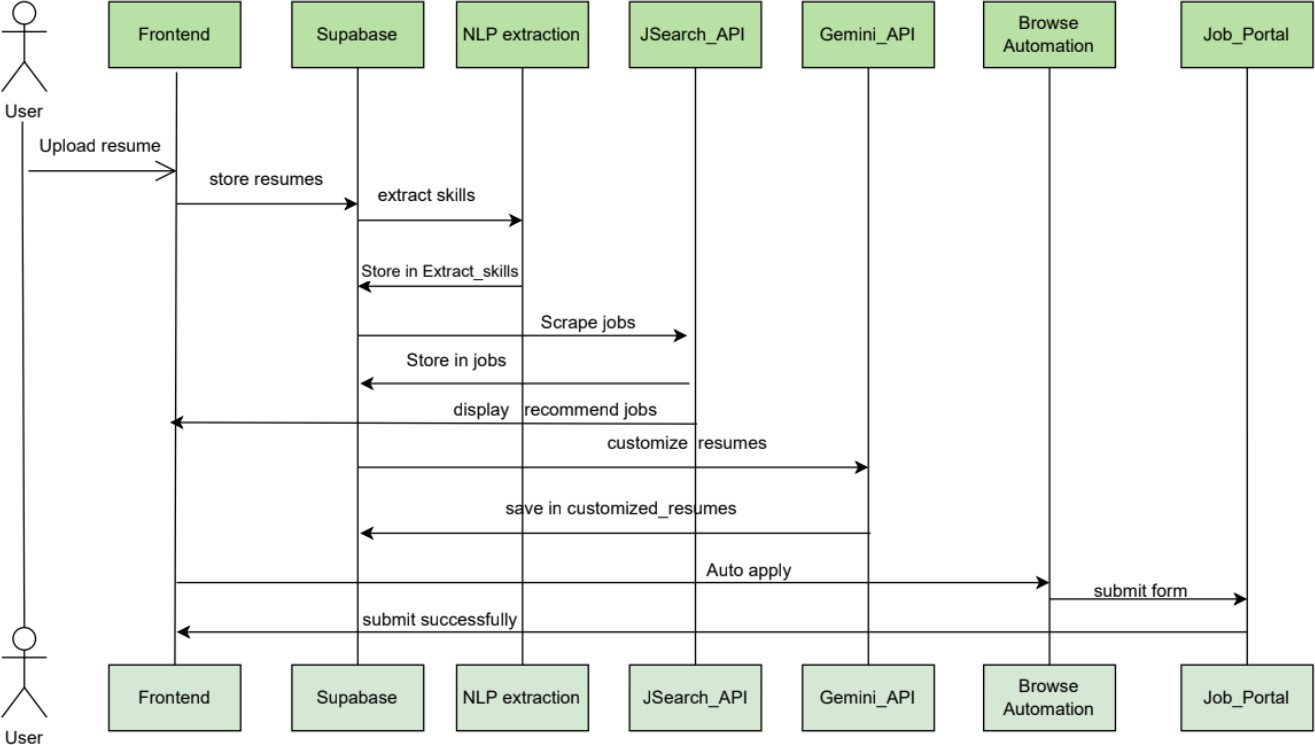 Frontend
Supabase
NLP extraction
JSearch_API
Gemini_API
Browse
Automation
Job_Portal
User
Upload resume
store resumes
extract skills
Store in Extract_skills
Scrape jobs
Store in jobs
display recommend jobs
customize resumes
save in customized_resumes
Auto apply
submit form
submit successfully
Frontend
Supabase
NLP extraction
JSearch_API
Gemini_API
Browse
Automation
Job_Portal
User